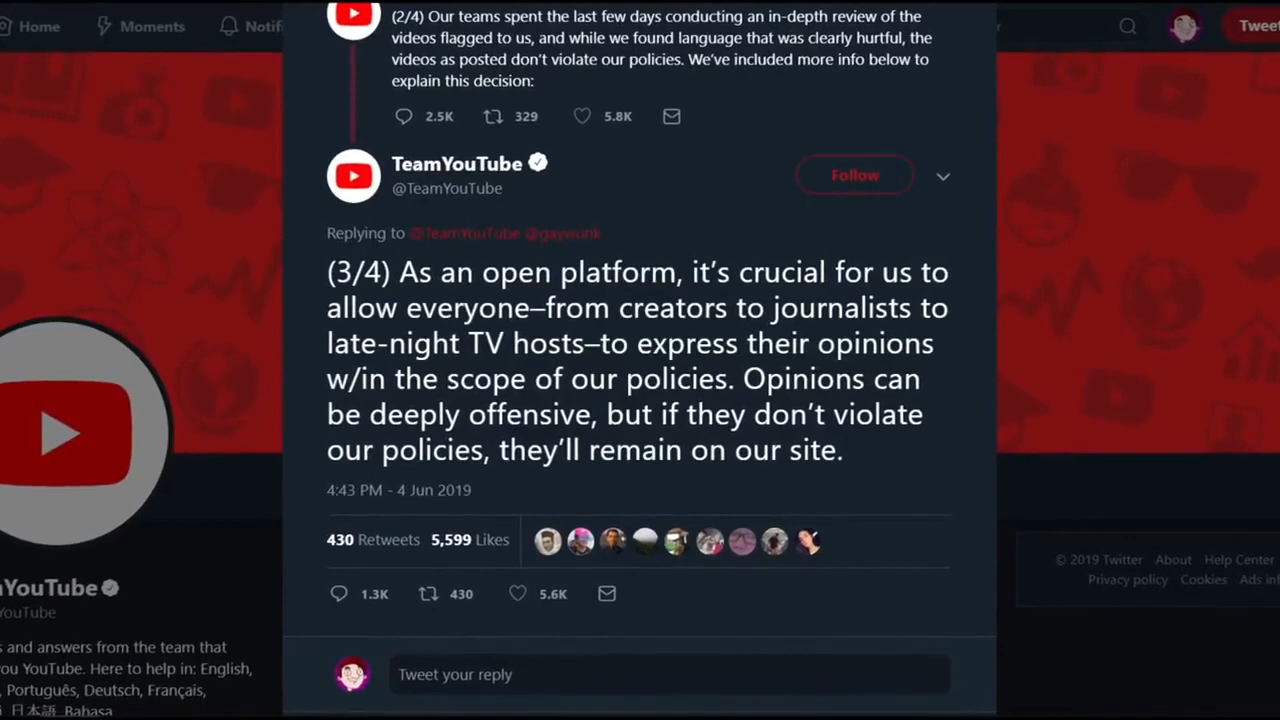 Home
Moments
Notifi
Tweet
(2/4) Our teams spent the last few days conducting an in-depth review of the
videos flagged to us, and while we found language that was clearly hurtful, the
videos as posted don’t violate our policies. We’ve included more info below to
explain this decision:
2.5K 329 5.8K
TeamYouTube
@TeamYouTube
Follow
Replying to @TeamYouTube @gaywonk
(3/4) As an open platform, it’s crucial for us to
allow everyone–from creators to journalists to
late-night TV hosts–to express their opinions
w/in the scope of our policies. Opinions can
be deeply offensive, but if they don’t violate
our policies, they’ll remain on our site.
4:43 PM - 4 Jun 2019
430 Retweets 5,599 Likes
1.3K 430 5.6K
Tweet your reply
nYouTube
YouTube
s and answers from the team that
you YouTube. Here to help in: English,
, Português, Deutsch, Français,
日本語, Bahasa
© 2019 Twitter About Help Center
Privacy policy Cookies Ads inf